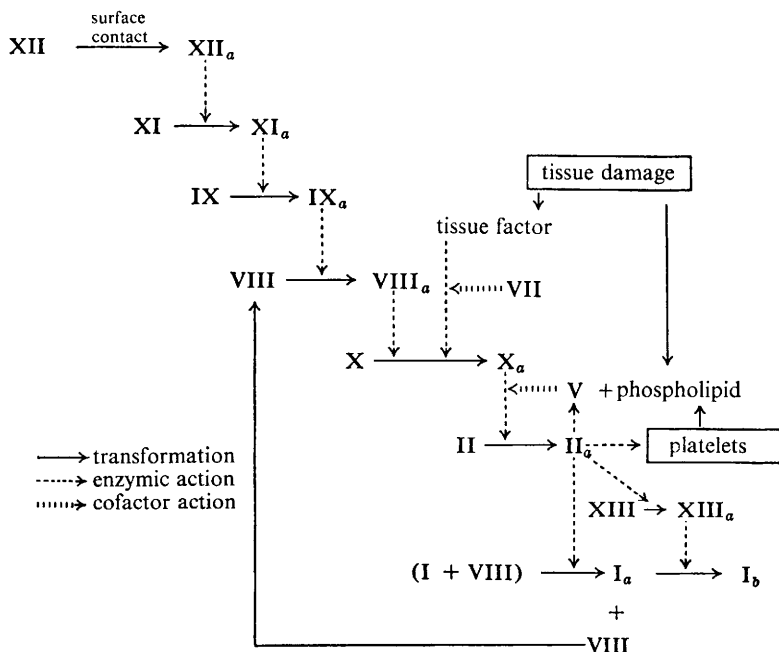 surface
contact
XII XIIₐ
XI XIₐ
tissue damage
IX IXₐ
tissue factor
VIII VIIIₐ VII
X Xₐ
V + phospholipid
II IIₐ platelets
transformation
enzymic action
cofactor action
XIII XIIIₐ
(I + VIII) Iₐ I_b
+
VIII